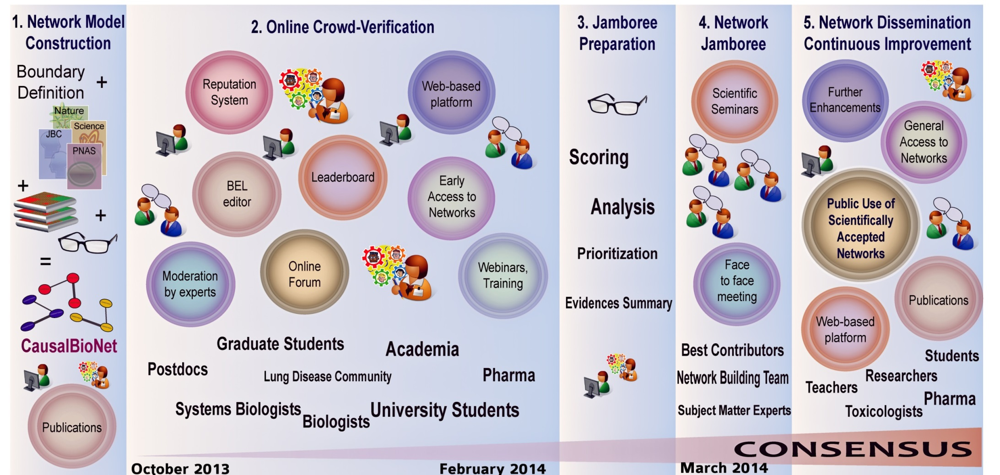 1. Network Model
Construction
Boundary
Definition
+
Nature
Science
JBC
PNAS
+
+
=
CausalBioNet
Publications
2. Online Crowd-Verification
Reputation
System
Web-based
platform
BEL
editor
Leaderboard
Early
Access to
Networks
Moderation
by experts
Online
Forum
Webinars,
Training
Graduate Students
Academia
Postdocs
Lung Disease Community
Pharma
Systems Biologists
Biologists
University Students
October 2013
February 2014
3. Jamboree
Preparation
Scoring
Analysis
Prioritization
Evidences Summary
4. Network
Jamboree
Scientific
Seminars
Face
to face
meeting
Best Contributors
Network Building Team
Subject Matter Experts
March 2014
5. Network Dissemination
Continuous Improvement
Further
Enhancements
General
Access to
Networks
Public Use of
Scientifically
Accepted
Networks
Publications
Web-based
platform
Students
Researchers
Teachers
Pharma
Toxicologists
CONSENSUS